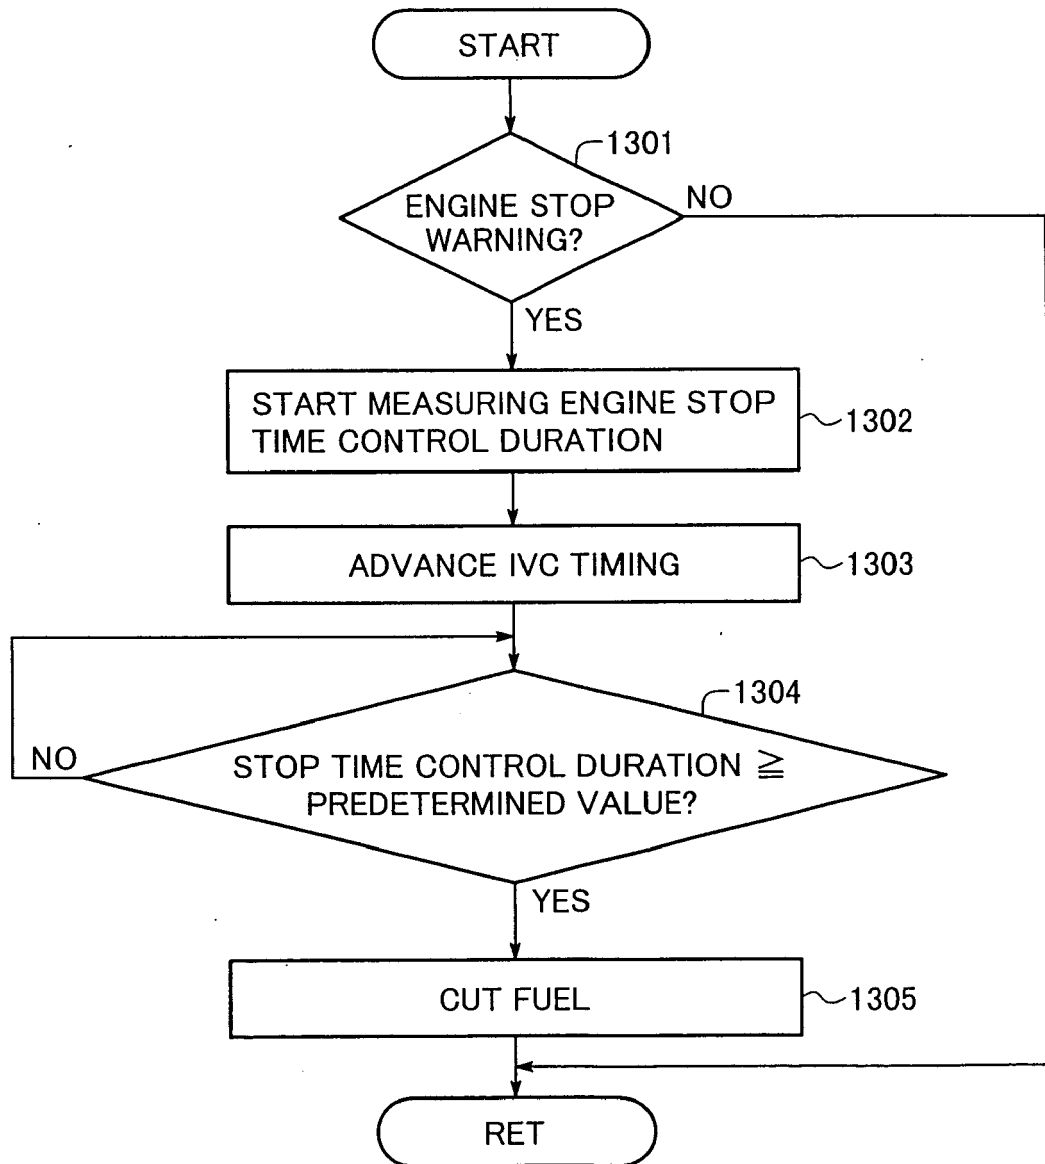 START
1301
ENGINE STOP
WARNING?
NO
YES
START MEASURING ENGINE STOP
TIME CONTROL DURATION
1302
ADVANCE IVC TIMING
1303
1304
NO
STOP TIME CONTROL DURATION ≧
PREDETERMINED VALUE?
YES
CUT FUEL
1305
RET